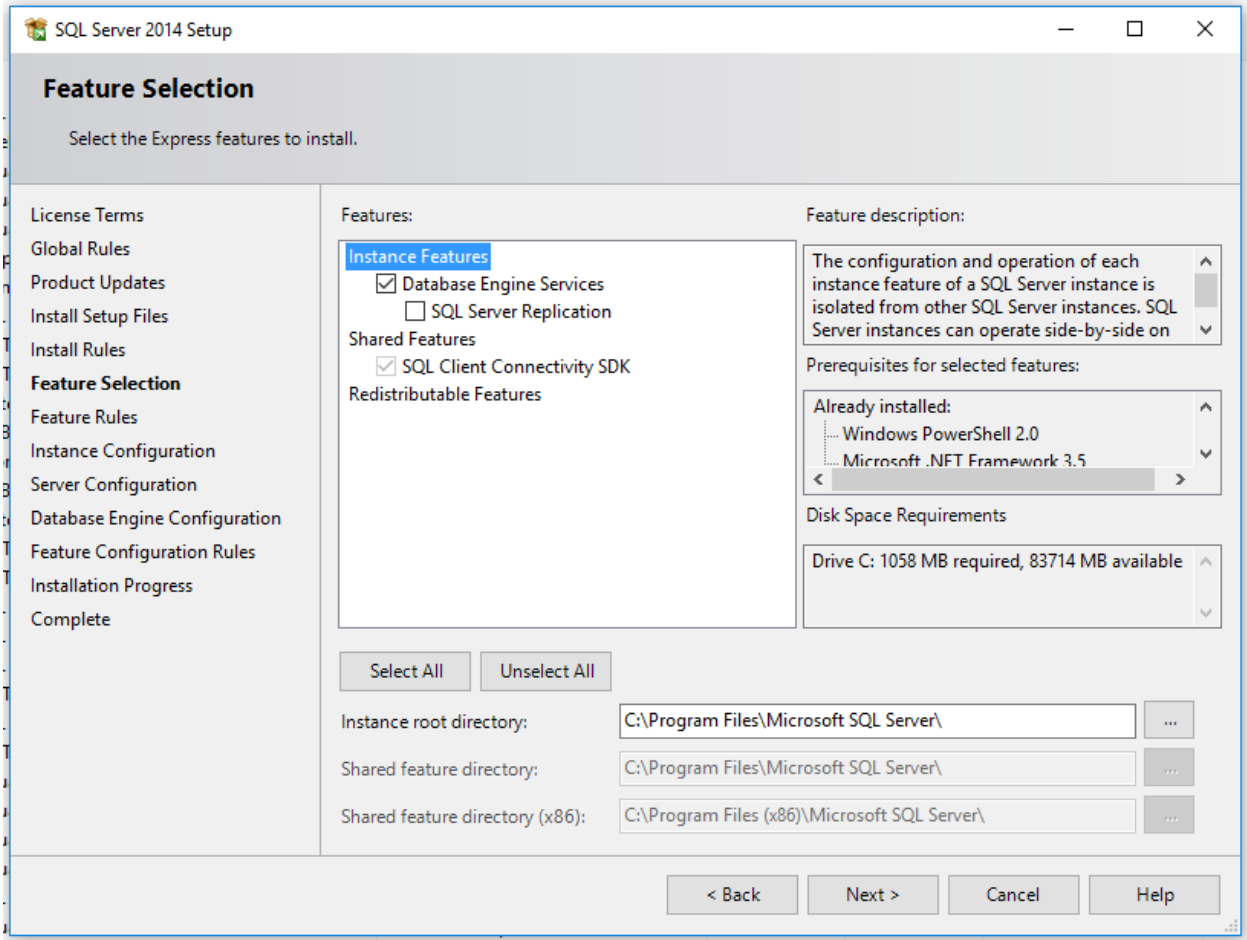 SQL Server 2014 Setup
Feature Selection
Select the Express features to install.
License Terms
Global Rules
Product Updates
Install Setup Files
Install Rules
Feature Selection
Feature Rules
Instance Configuration
Server Configuration
Database Engine Configuration
Feature Configuration Rules
Installation Progress
Complete
Features:
Instance Features
Database Engine Services
SQL Server Replication
Shared Features
SQL Client Connectivity SDK
Redistributable Features
Feature description:
The configuration and operation of each
instance feature of a SQL Server instance is
isolated from other SQL Server instances. SQL
Server instances can operate side-by-side on
Prerequisites for selected features:
Already installed:
Windows PowerShell 2.0
Microsoft .NET Framework 3.5
Disk Space Requirements
Drive C: 1058 MB required, 83714 MB available
Select All
Unselect All
Instance root directory:
C:\Program Files\Microsoft SQL Server\
...
Shared feature directory:
C:\Program Files\Microsoft SQL Server\
...
Shared feature directory (x86):
C:\Program Files (x86)\Microsoft SQL Server\
...
< Back
Next >
Cancel
Help